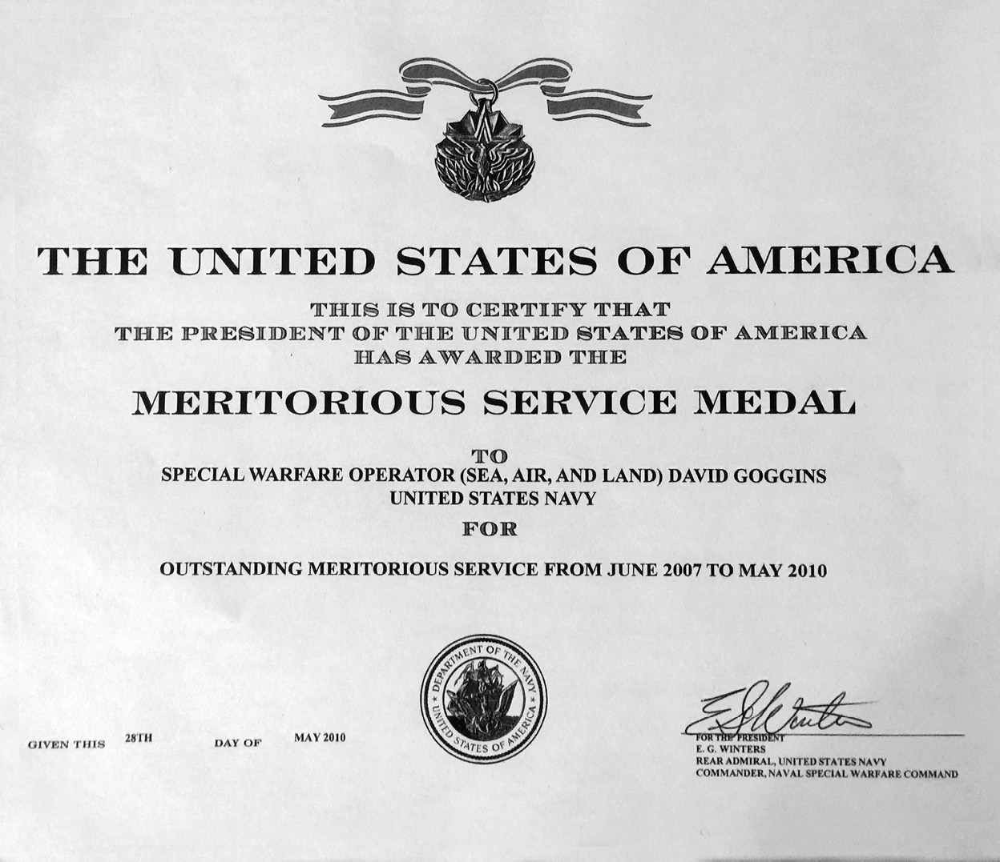 THE UNITED STATES OF AMERICA
THIS IS TO CERTIFY THAT
THE PRESIDENT OF THE UNITED STATES OF AMERICA
HAS AWARDED THE
MERITORIOUS SERVICE MEDAL
TO
SPECIAL WARFARE OPERATOR (SEA, AIR, AND LAND) DAVID GOGGINS
UNITED STATES NAVY
FOR
OUTSTANDING MERITORIOUS SERVICE FROM JUNE 2007 TO MAY 2010
DEPARTMENT OF THE NAVY
UNITED STATES OF AMERICA
GIVEN THIS 28TH DAY OF MAY 2010
E G Winters
FOR THE PRESIDENT
E. G. WINTERS
REAR ADMIRAL, UNITED STATES NAVY
COMMANDER, NAVAL SPECIAL WARFARE COMMAND